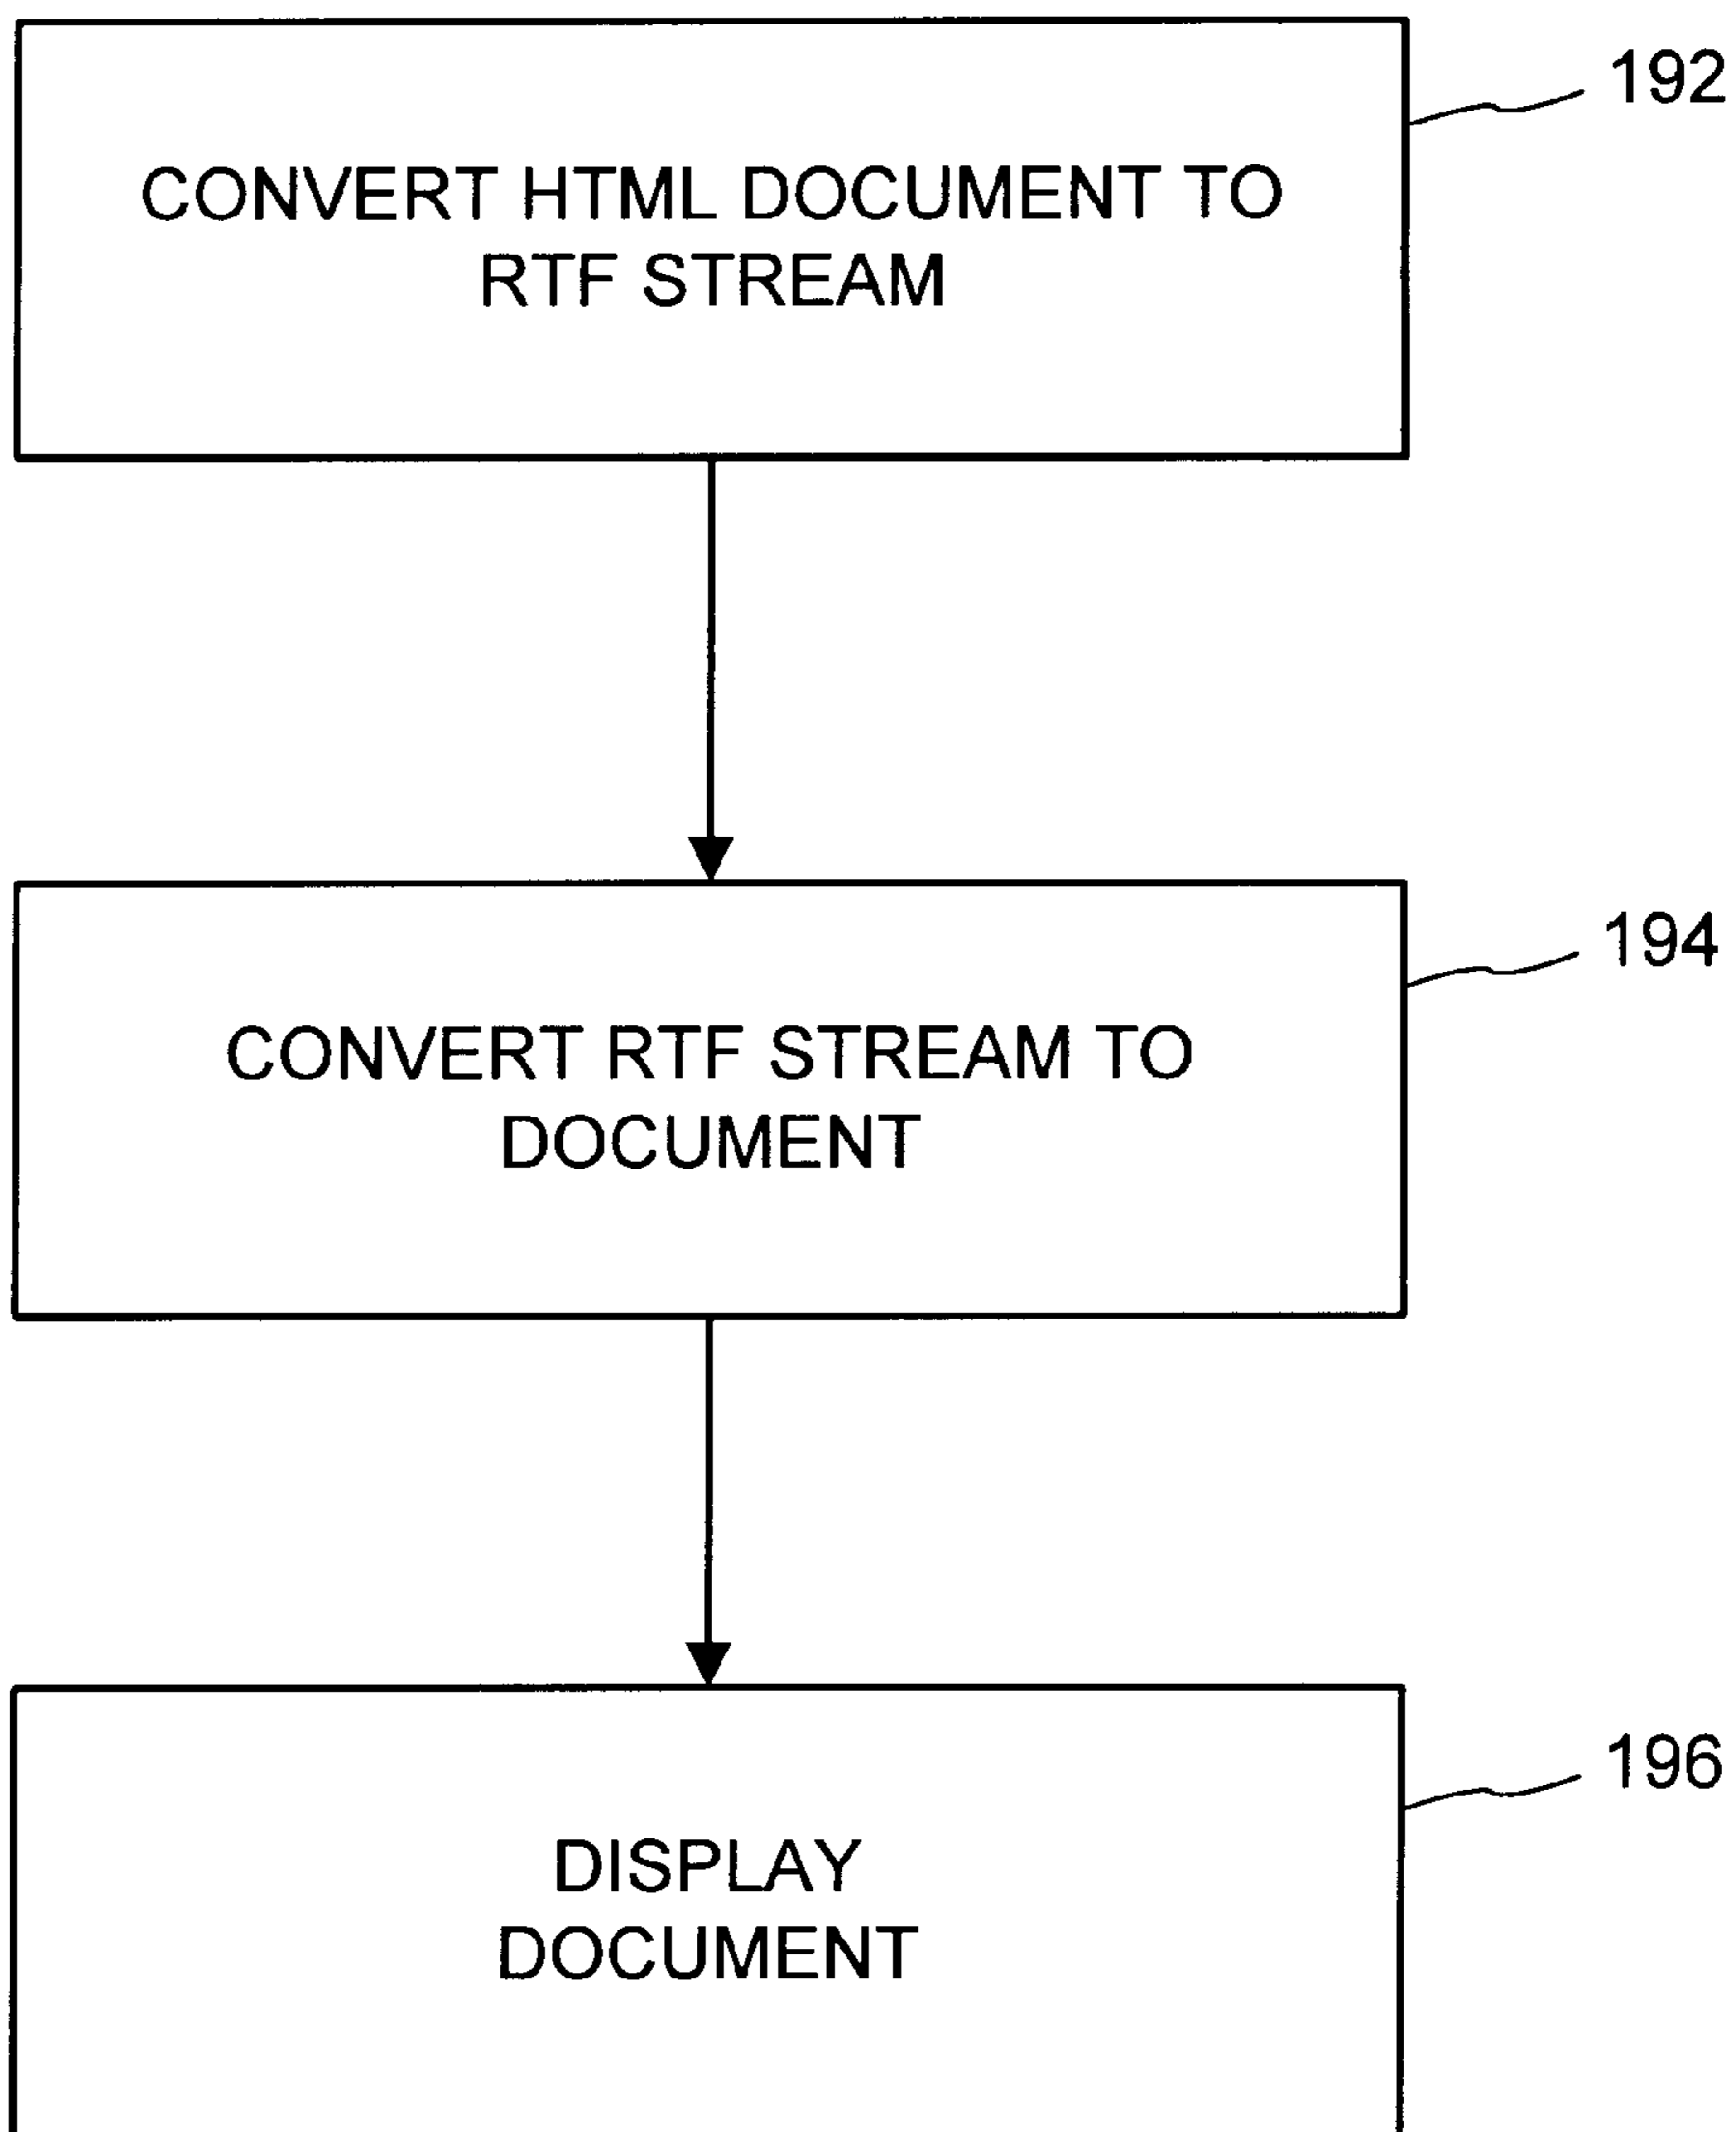 192
CONVERT HTML DOCUMENT TO
RTF STREAM
194
CONVERT RTF STREAM TO
DOCUMENT
196
DISPLAY
DOCUMENT